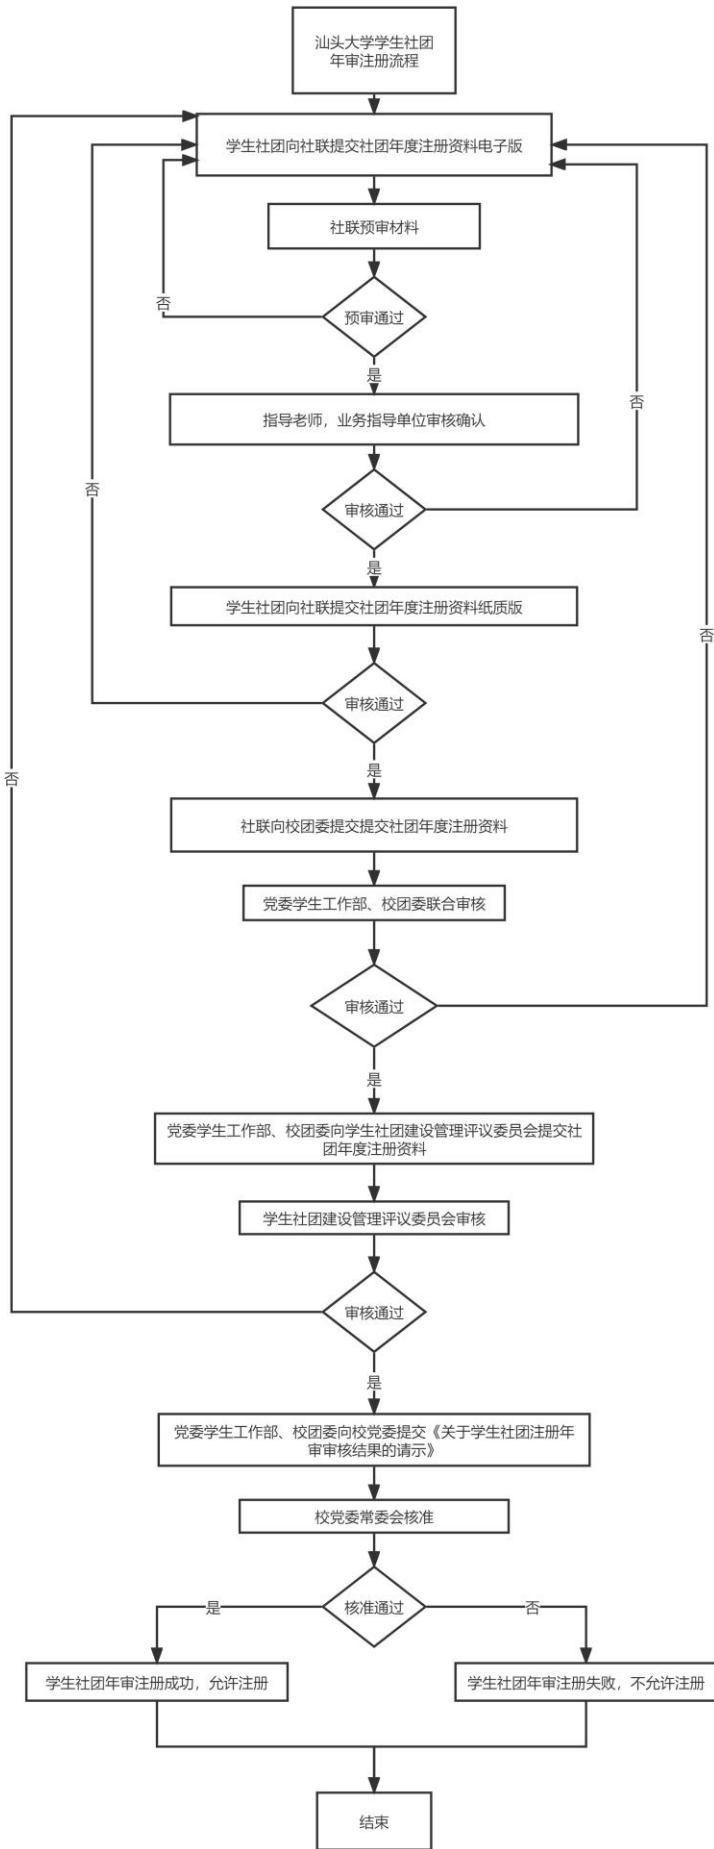 汕头大学学生社团
年审注册流程
学生社团向社联提交社团年度注册资料电子版
社联预审材料
否
预审通过
是
指导老师，业务指导单位审核确认
否
否
审核通过
是
学生社团向社联提交社团年度注册资料纸质版
否
审核通过
是
否
社联向校团委提交提交社团年度注册资料
党委学生工作部、校团委联合审核
审核通过
是
党委学生工作部、校团委向学生社团建设管理评议委员会提交社
团年度注册资料
学生社团建设管理评议委员会审核
审核通过
是
党委学生工作部、校团委向校党委提交《关于学生社团注册年
审审核结果的请示》
校党委常委会核准
是
核准通过
否
学生社团年审注册成功，允许注册
学生社团年审注册失败，不允许注册
结束